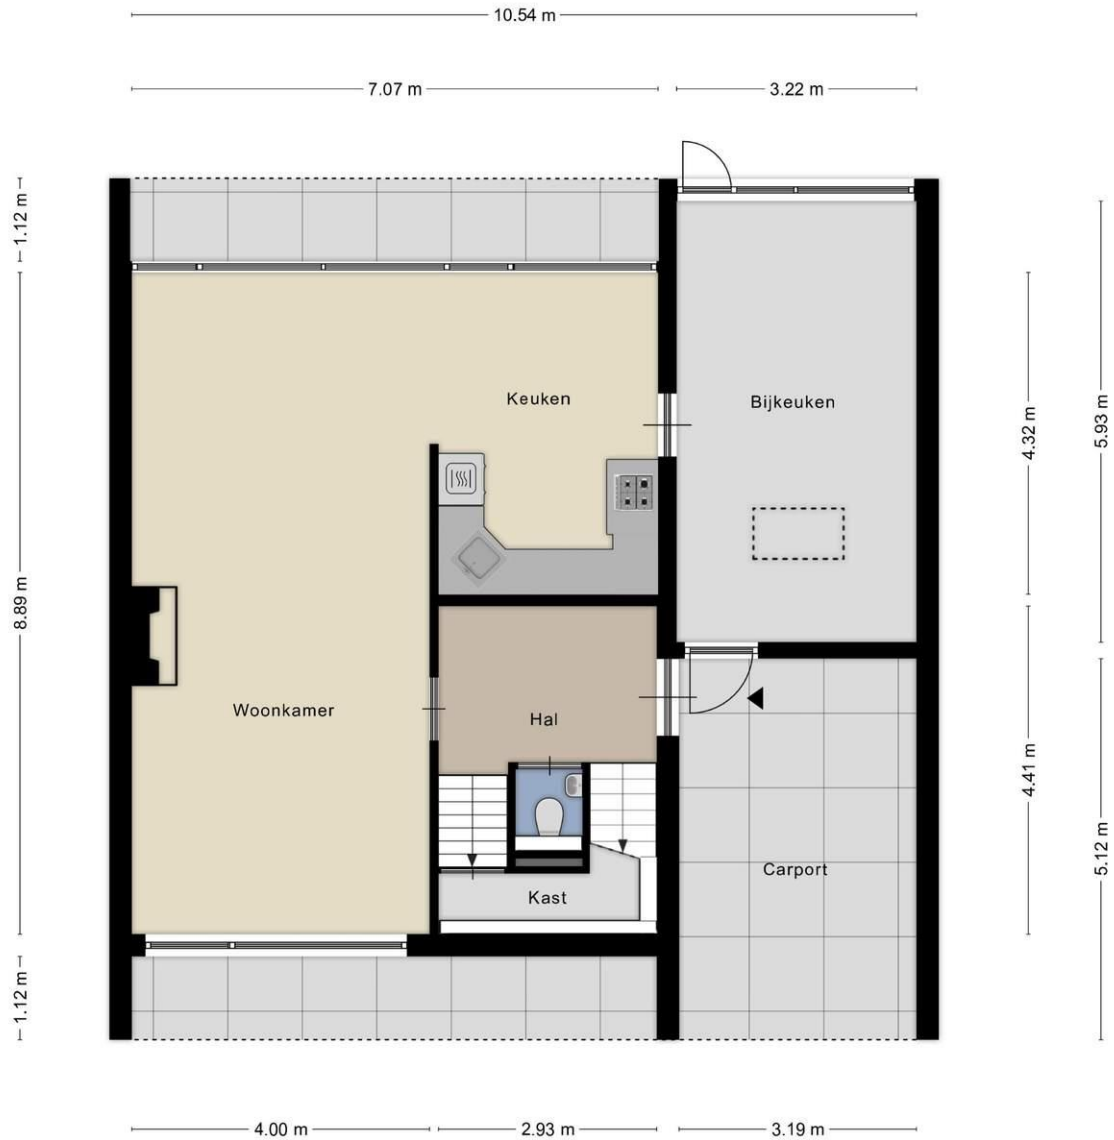 10.54 m
7.07 m
3.22 m
1.12 m
8.89 m
1.12 m
Keuken
Bijkeuken
Woonkamer
Hal
Kast
Carport
4.32 m
4.41 m
5.93 m
5.12 m
4.00 m
2.93 m
3.19 m